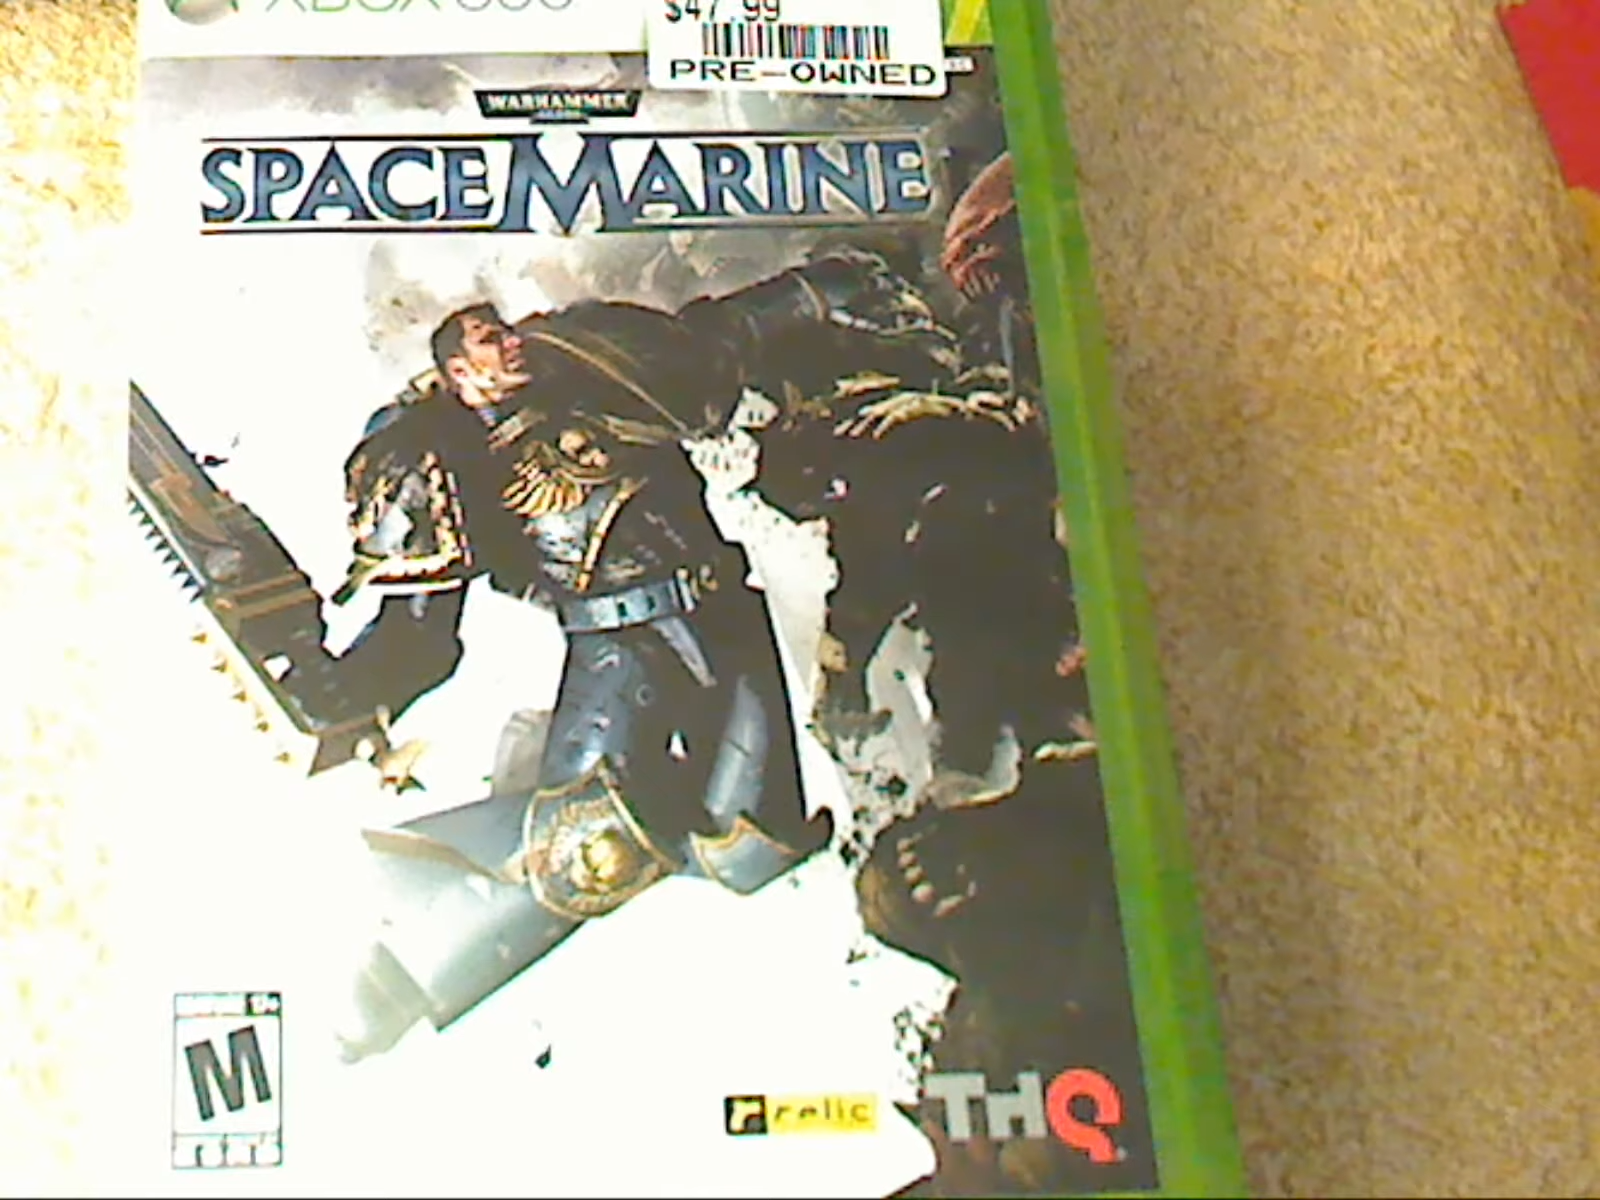 XBOX 360
$47.99
PRE-OWNED
WARHAMMER
SPACE MARINE
M
relic
THQ